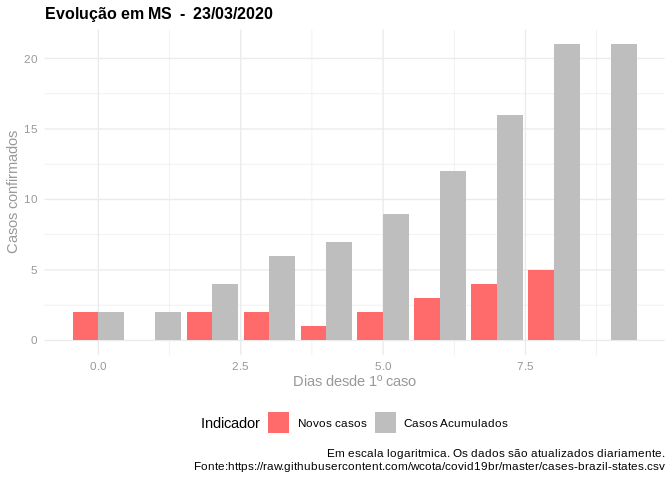 Evolução em MS  -  23/03/2020
Casos confirmados
20
15
10
5
0
0.0
2.5
5.0
7.5
Dias desde 1º caso
Indicador
Novos casos
Casos Acumulados
Em escala logaritmica. Os dados são atualizados diariamente.
Fonte:https://raw.githubusercontent.com/wcota/covid19br/master/cases-brazil-states.csv